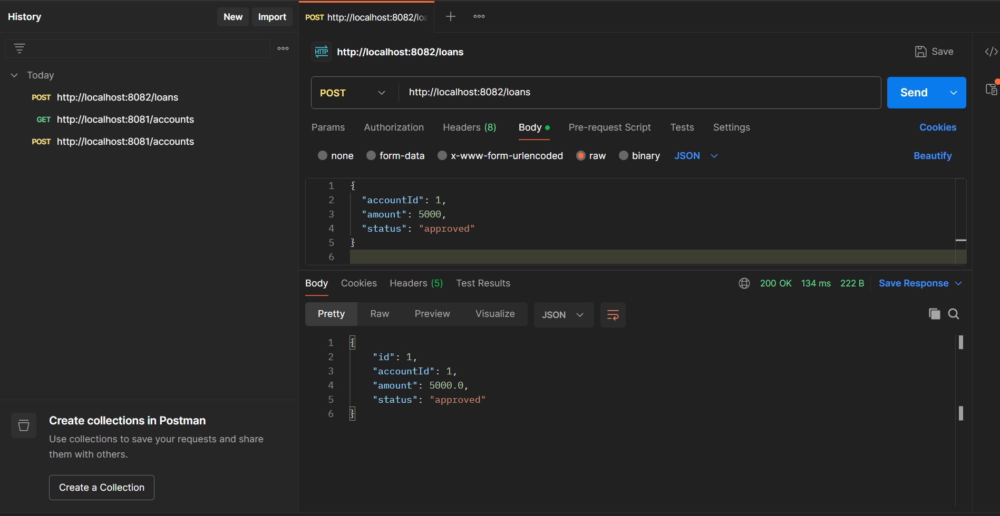 History
New
Import
Today
POST http://localhost:8082/loans
GET http://localhost:8081/accounts
POST http://localhost:8081/accounts
Create collections in Postman
Use collections to save your requests and share
them with others.
Create a Collection
POST http://localhost:8082/loa
HTTP http://localhost:8082/loans
Save
POST http://localhost:8082/loans
Send
Params Authorization Headers (8) Body Pre-request Script Tests Settings Cookies
none form-data x-www-form-urlencoded raw binary JSON Beautify
1 {
2 "accountId": 1,
3 "amount": 5000,
4 "status": "approved"
5 }
6
Body Cookies Headers (5) Test Results 200 OK 134 ms 222 B Save Response
Pretty Raw Preview Visualize JSON
1 {
2 "id": 1,
3 "accountId": 1,
4 "amount": 5000.0,
5 "status": "approved"
6 }